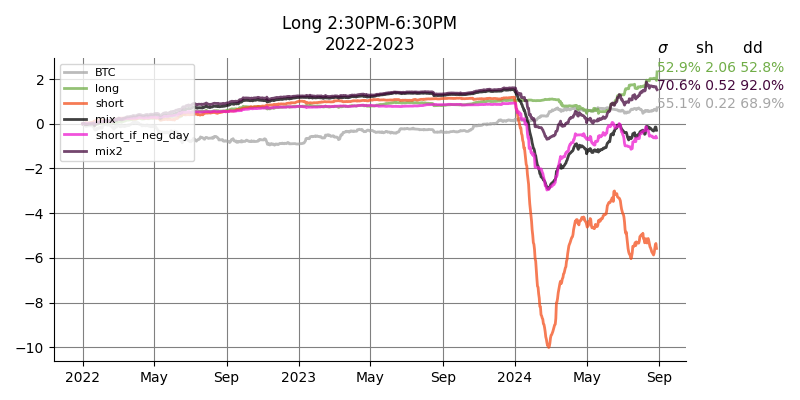 Long 2:30PM-6:30PM
2022-2023
σ sh dd
52.9% 2.06 52.8%
70.6% 0.52 92.0%
55.1% 0.22 68.9%
BTC
long
short
mix
short_if_neg_day
mix2
2
0
−2
−4
−6
−8
−10
2022 May Sep 2023 May Sep 2024 May Sep